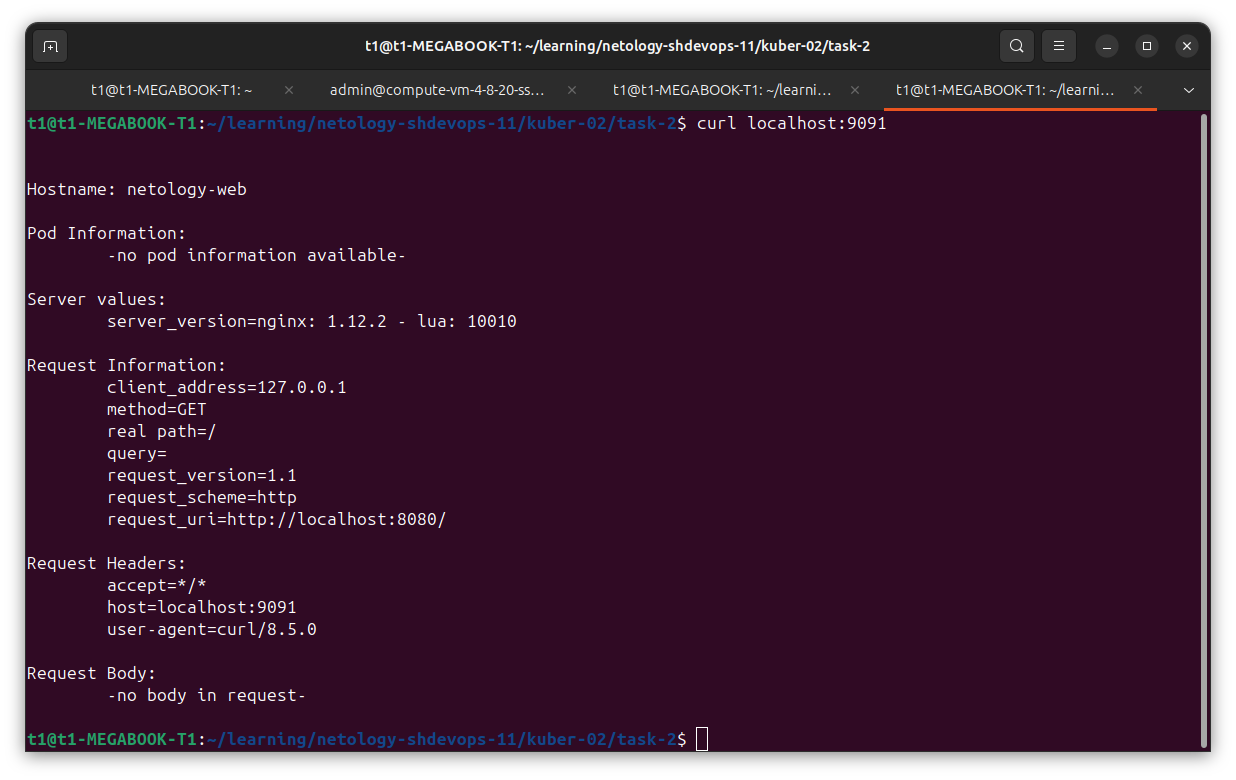 t1@t1-MEGABOOK-T1: ~/learning/netology-shdevops-11/kuber-02/task-2
t1@t1-MEGABOOK-T1: ~
admin@compute-vm-4-8-20-ss...
t1@t1-MEGABOOK-T1: ~/learni...
t1@t1-MEGABOOK-T1: ~/learni...
t1@t1-MEGABOOK-T1:~/learning/netology-shdevops-11/kuber-02/task-2$ curl localhost:9091
Hostname: netology-web
Pod Information:
-no pod information available-
Server values:
server_version=nginx: 1.12.2 - lua: 10010
Request Information:
client_address=127.0.0.1
method=GET
real path=/
query=
request_version=1.1
request_scheme=http
request_uri=http://localhost:8080/
Request Headers:
accept=*/*
host=localhost:9091
user-agent=curl/8.5.0
Request Body:
-no body in request-
t1@t1-MEGABOOK-T1:~/learning/netology-shdevops-11/kuber-02/task-2$